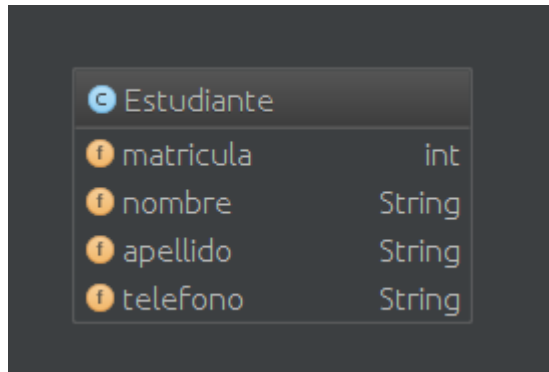 C Estudiante
f matricula int
f nombre String
f apellido String
f telefono String